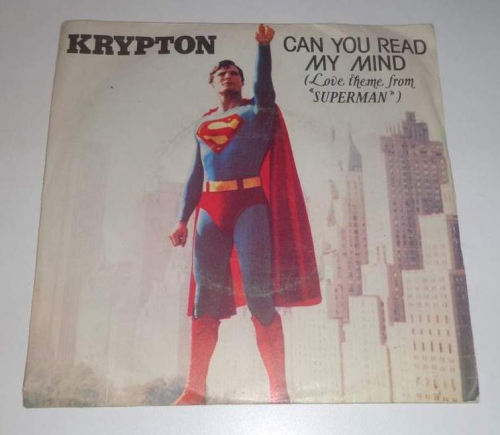 KRYPTON
CAN YOU READ
MY MIND
(Love theme from
"SUPERMAN")